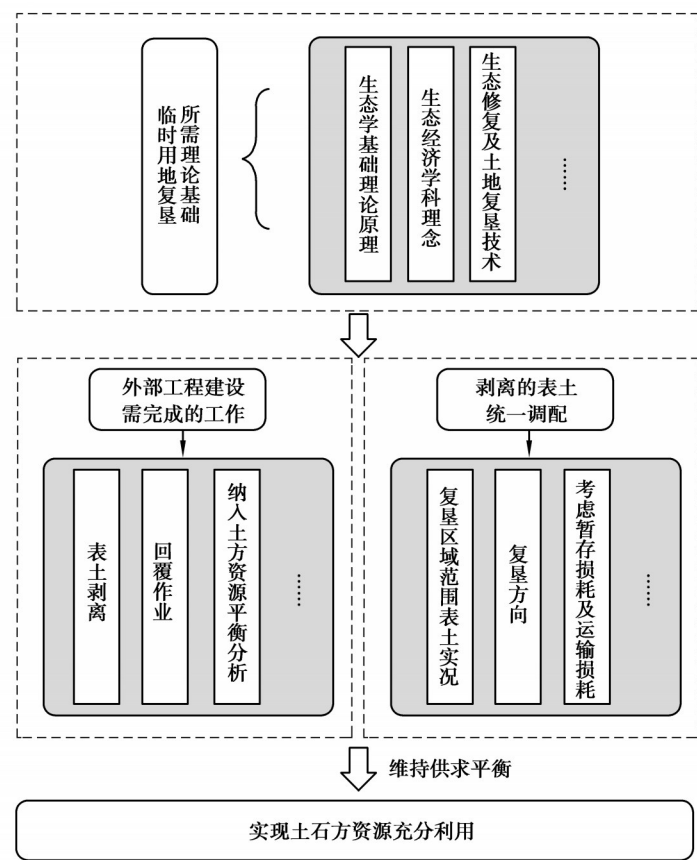 临时用地复垦
所需理论基础
生态学基础理论原理
生态经济学科理念
生态修复及土地复垦技术
……
外部工程建设
需完成的工作
剥离的表土
统一调配
表土剥离
回覆作业
纳入土方资源平衡分析
……
复垦区域范围表土实况
复垦方向
考虑暂存损耗及运输损耗
……
维持供求平衡
实现土石方资源充分利用